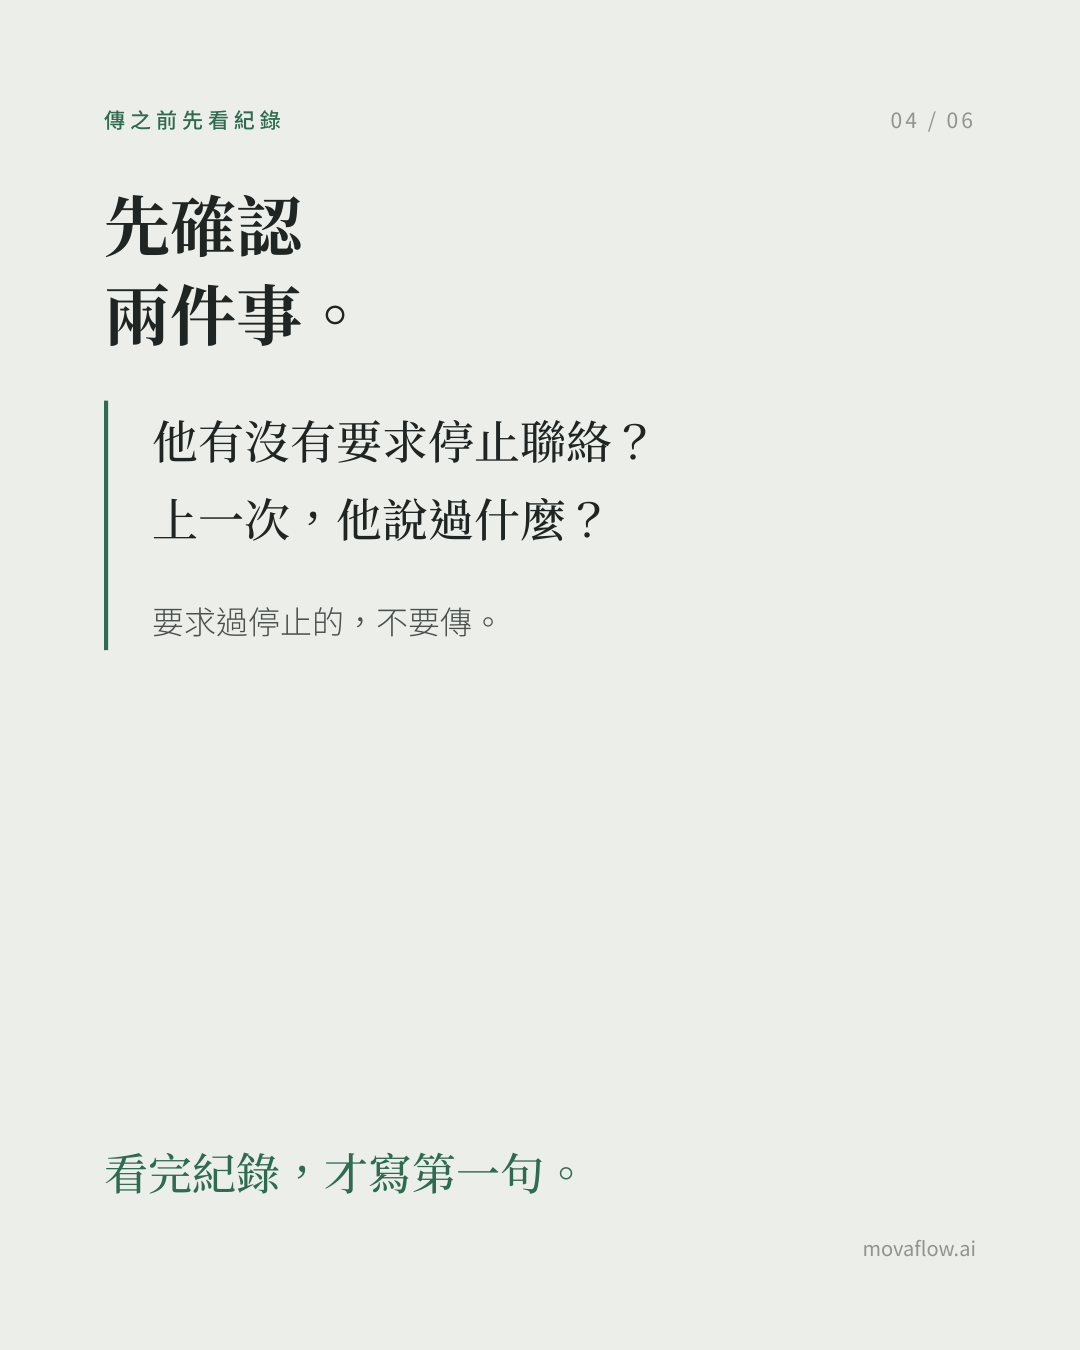 傳之前先看紀錄
04 / 06
先確認
兩件事。
他有沒有要求停止聯絡？
上一次，他說過什麼？
要求過停止的，不要傳。
看完紀錄，才寫第一句。
movaflow.ai